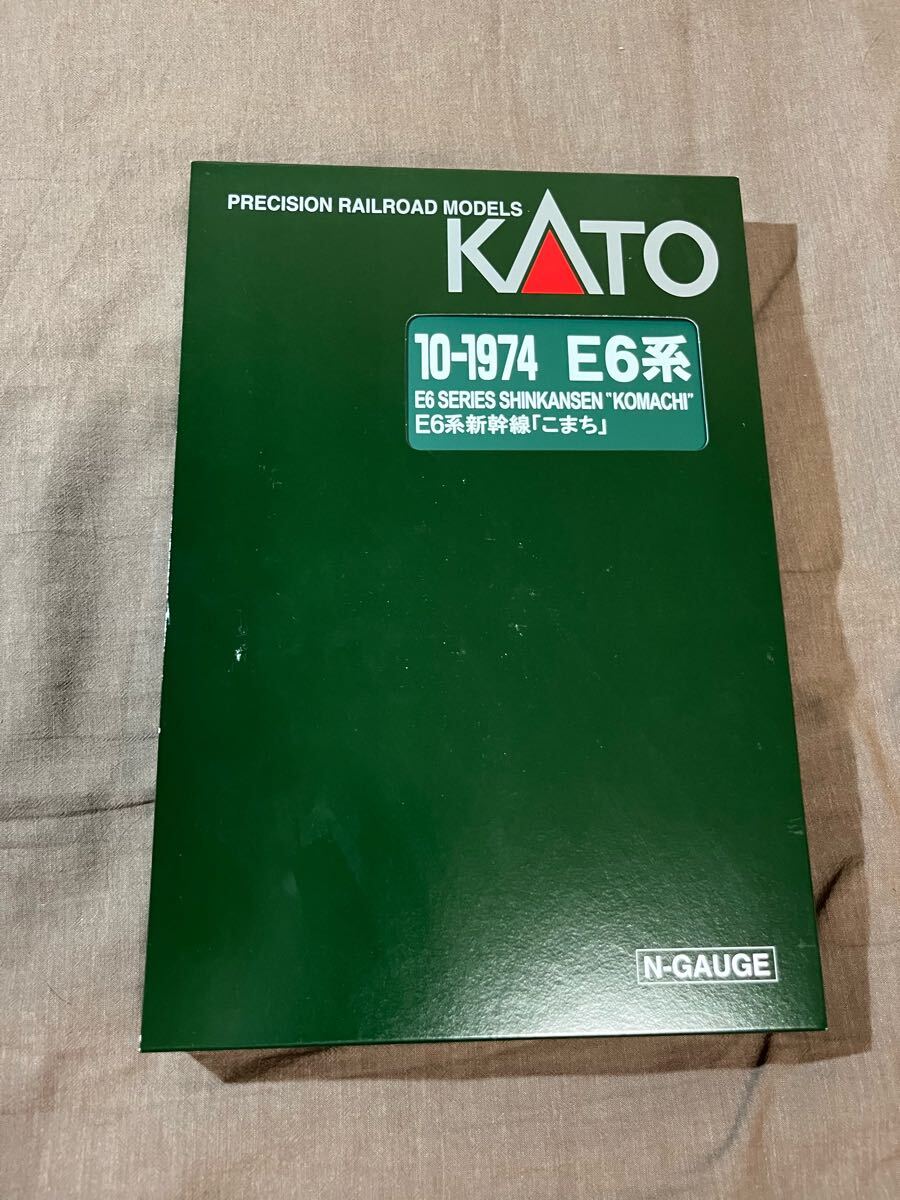 PRECISION RAILROAD MODELS
KATO
10-1974 E6系
E6 SERIES SHINKANSEN "KOMACHI"
E6系新幹線「こまち」
N-GAUGE